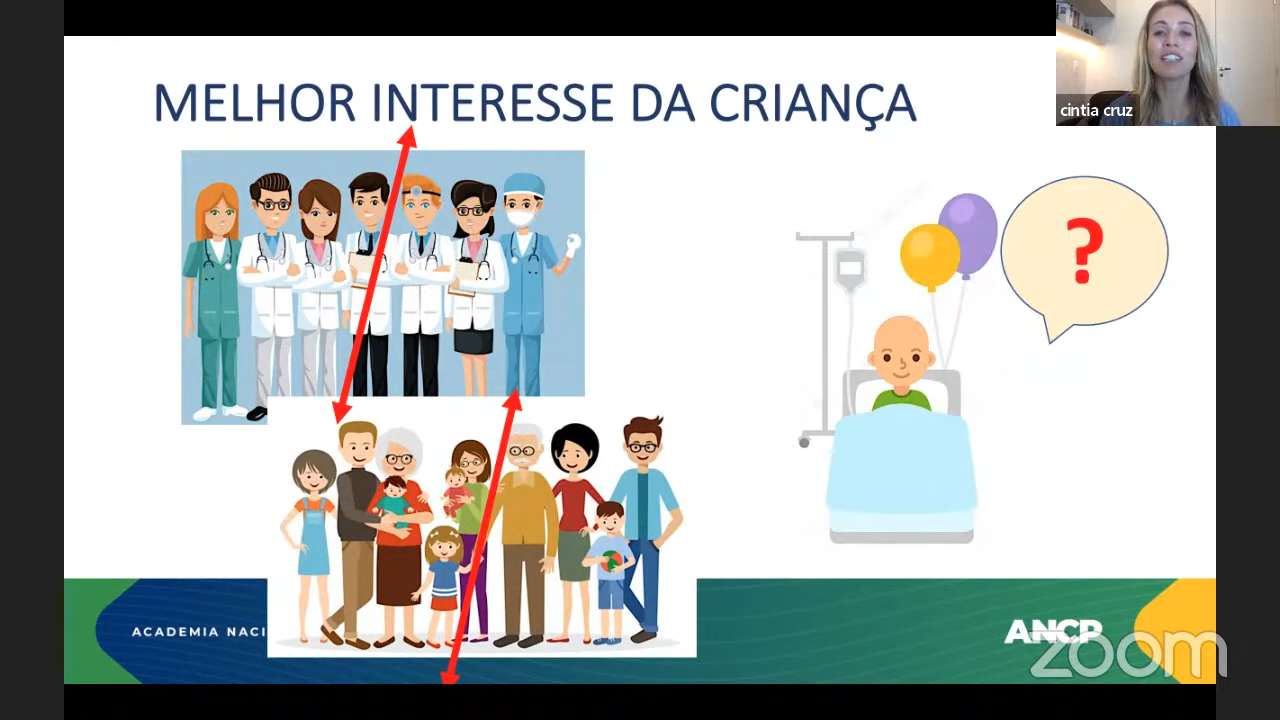 MELHOR INTERESSE DA CRIANÇA
cintia cruz
?
ACADEMIA NACI
ANCP
zoom